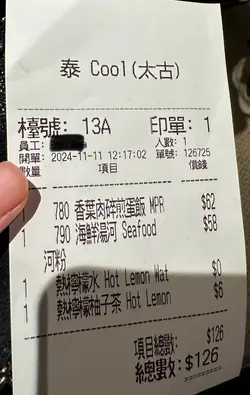 泰 Cool(太古)
檯號: 13A 印單: 1
員工: 人數: 1
開單: 2024-11-11 12:17:02 單號: 126725
數量 項目 價錢
1 780 香葉肉碎煎蛋飯 MPR $62
1 790 海鮮湯河 Seafood $58
河粉
1 熱檸檬水 Hot Lemon Wat $0
1 熱檸檬柚子茶 Hot Lemon $6
項目總數: $126
總數: $126